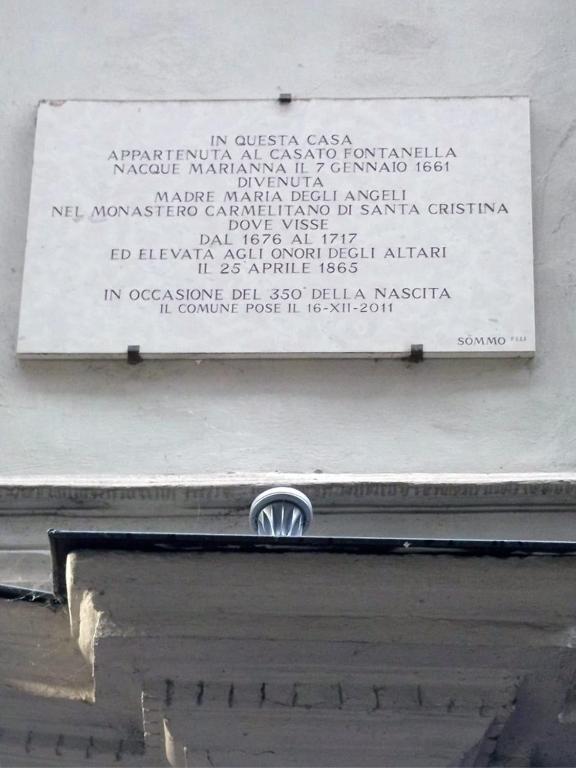 IN QUESTA CASA
APPARTENUTA AL CASATO FONTANELLA
NACQUE MARIANNA IL 7 GENNAIO 1661
DIVENUTA
MADRE MARIA DEGLI ANGELI
NEL MONASTERO CARMELITANO DI SANTA CRISTINA
DOVE VISSE
DAL 1676 AL 1717
ED ELEVATA AGLI ONORI DEGLI ALTARI
IL 25 APRILE 1865
IN OCCASIONE DEL 350° DELLA NASCITA
IL COMUNE POSE IL 16-XII-2011
SÖMMO